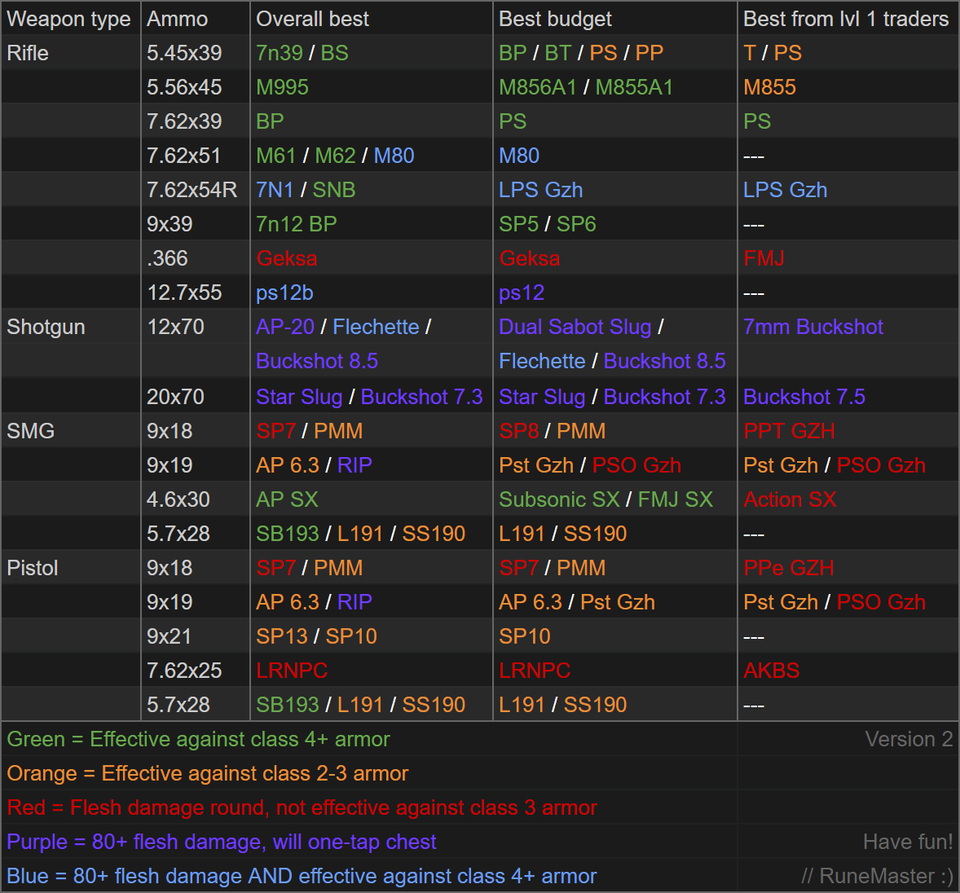 Weapon type Ammo Overall best Best budget Best from lvl 1 traders
Rifle 5.45x39 7n39 / BS BP / BT / PS / PP T / PS
5.56x45 M995 M856A1 / M855A1 M855
7.62x39 BP PS PS
7.62x51 M61 / M62 / M80 M80 ---
7.62x54R 7N1 / SNB LPS Gzh LPS Gzh
9x39 7n12 BP SP5 / SP6 ---
.366 Geksa Geksa FMJ
12.7x55 ps12b ps12 ---
Shotgun 12x70 AP-20 / Flechette / Dual Sabot Slug / 7mm Buckshot
Buckshot 8.5 Flechette / Buckshot 8.5
20x70 Star Slug / Buckshot 7.3 Star Slug / Buckshot 7.3 Buckshot 7.5
SMG 9x18 SP7 / PMM SP8 / PMM PPT GZH
9x19 AP 6.3 / RIP Pst Gzh / PSO Gzh Pst Gzh / PSO Gzh
4.6x30 AP SX Subsonic SX / FMJ SX Action SX
5.7x28 SB193 / L191 / SS190 L191 / SS190 ---
Pistol 9x18 SP7 / PMM SP7 / PMM PPe GZH
9x19 AP 6.3 / RIP AP 6.3 / Pst Gzh Pst Gzh / PSO Gzh
9x21 SP13 / SP10 SP10 ---
7.62x25 LRNPC LRNPC AKBS
5.7x28 SB193 / L191 / SS190 L191 / SS190 ---
Green = Effective against class 4+ armor Version 2
Orange = Effective against class 2-3 armor
Red = Flesh damage round, not effective against class 3 armor
Purple = 80+ flesh damage, will one-tap chest Have fun!
Blue = 80+ flesh damage AND effective against class 4+ armor // RuneMaster :)